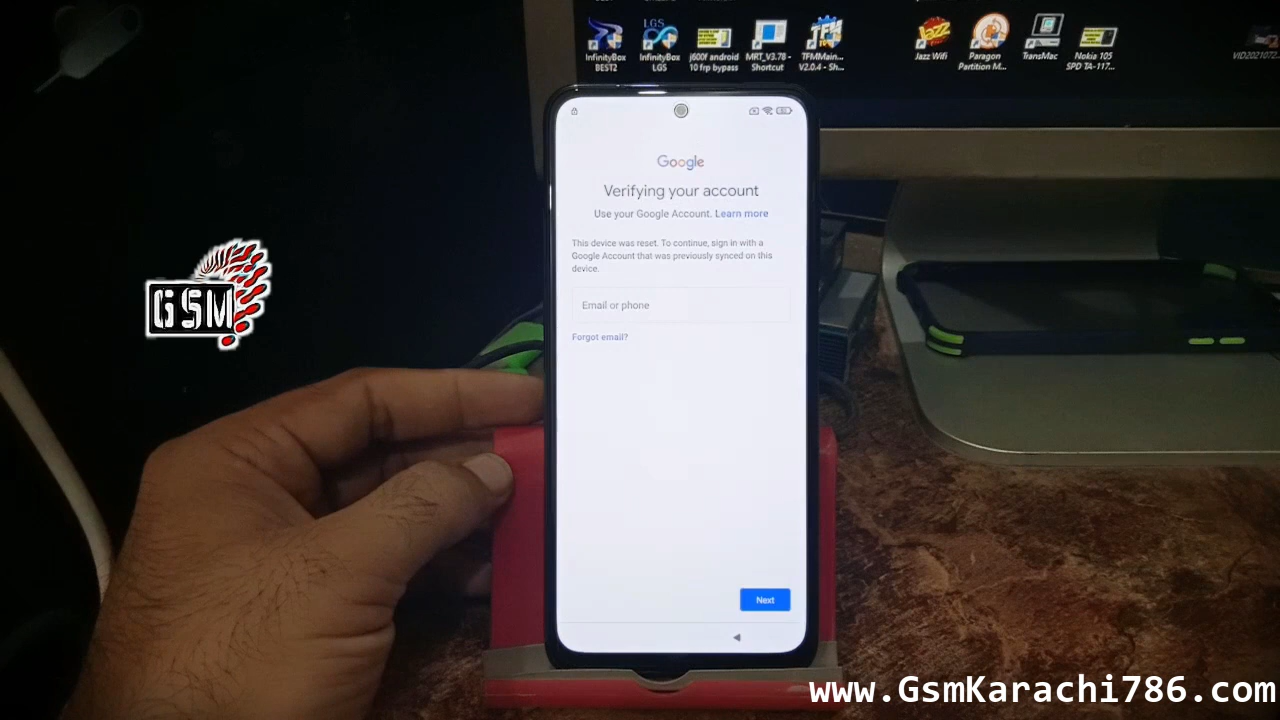 LGS
InfinityBox
BEST2
InfinityBox
LGS
j600f android
10 frp bypass
MRT_V3.78 -
Shortcut
TFM
TFMMain...
V2.0.4 - Sh...
Jazz
Jazz Wifi
Paragon
Partition M...
TransMac
Nokia 105
SPD TA-117...
Google
Verifying your account
Use your Google Account. Learn more
This device was reset. To continue, sign in with a
Google Account that was previously synced on this
device.
Email or phone
Forgot email?
Next
GSM
www.GsmKarachi786.com